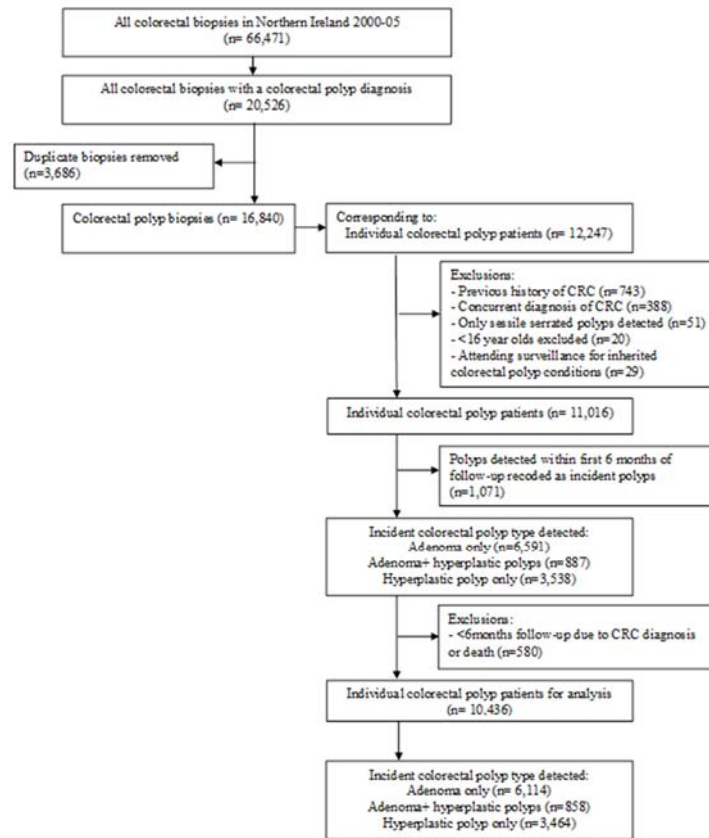 All colorectal biopsies in Northern Ireland 2000-05
(n= 66,471)
All colorectal biopsies with a colorectal polyp diagnosis
(n= 20,526)
Duplicate biopsies removed
(n=3,686)
Colorectal polyp biopsies (n= 16,840)
Corresponding to:
Individual colorectal polyp patients (n= 12,247)
Exclusions:
- Previous history of CRC (n=743)
- Concurrent diagnosis of CRC (n=388)
- Only sessile serrated polyps detected (n=51)
- <16 year olds excluded (n=20)
- Attending surveillance for inherited
colorectal polyp conditions (n=29)
Individual colorectal polyp patients (n= 11,016)
Polyps detected within first 6 months of
follow-up recoded as incident polyps
(n=1,071)
Incident colorectal polyp type detected:
Adenoma only (n=6,591)
Adenoma+ hyperplastic polyps (n=887)
Hyperplastic polyp only (n=3,538)
Exclusions:
- <6months follow-up due to CRC diagnosis
or death (n=580)
Individual colorectal polyp patients for analysis
(n= 10,436)
Incident colorectal polyp type detected:
Adenoma only (n= 6,114)
Adenoma+ hyperplastic polyps (n=858)
Hyperplastic polyp only (n=3,464)